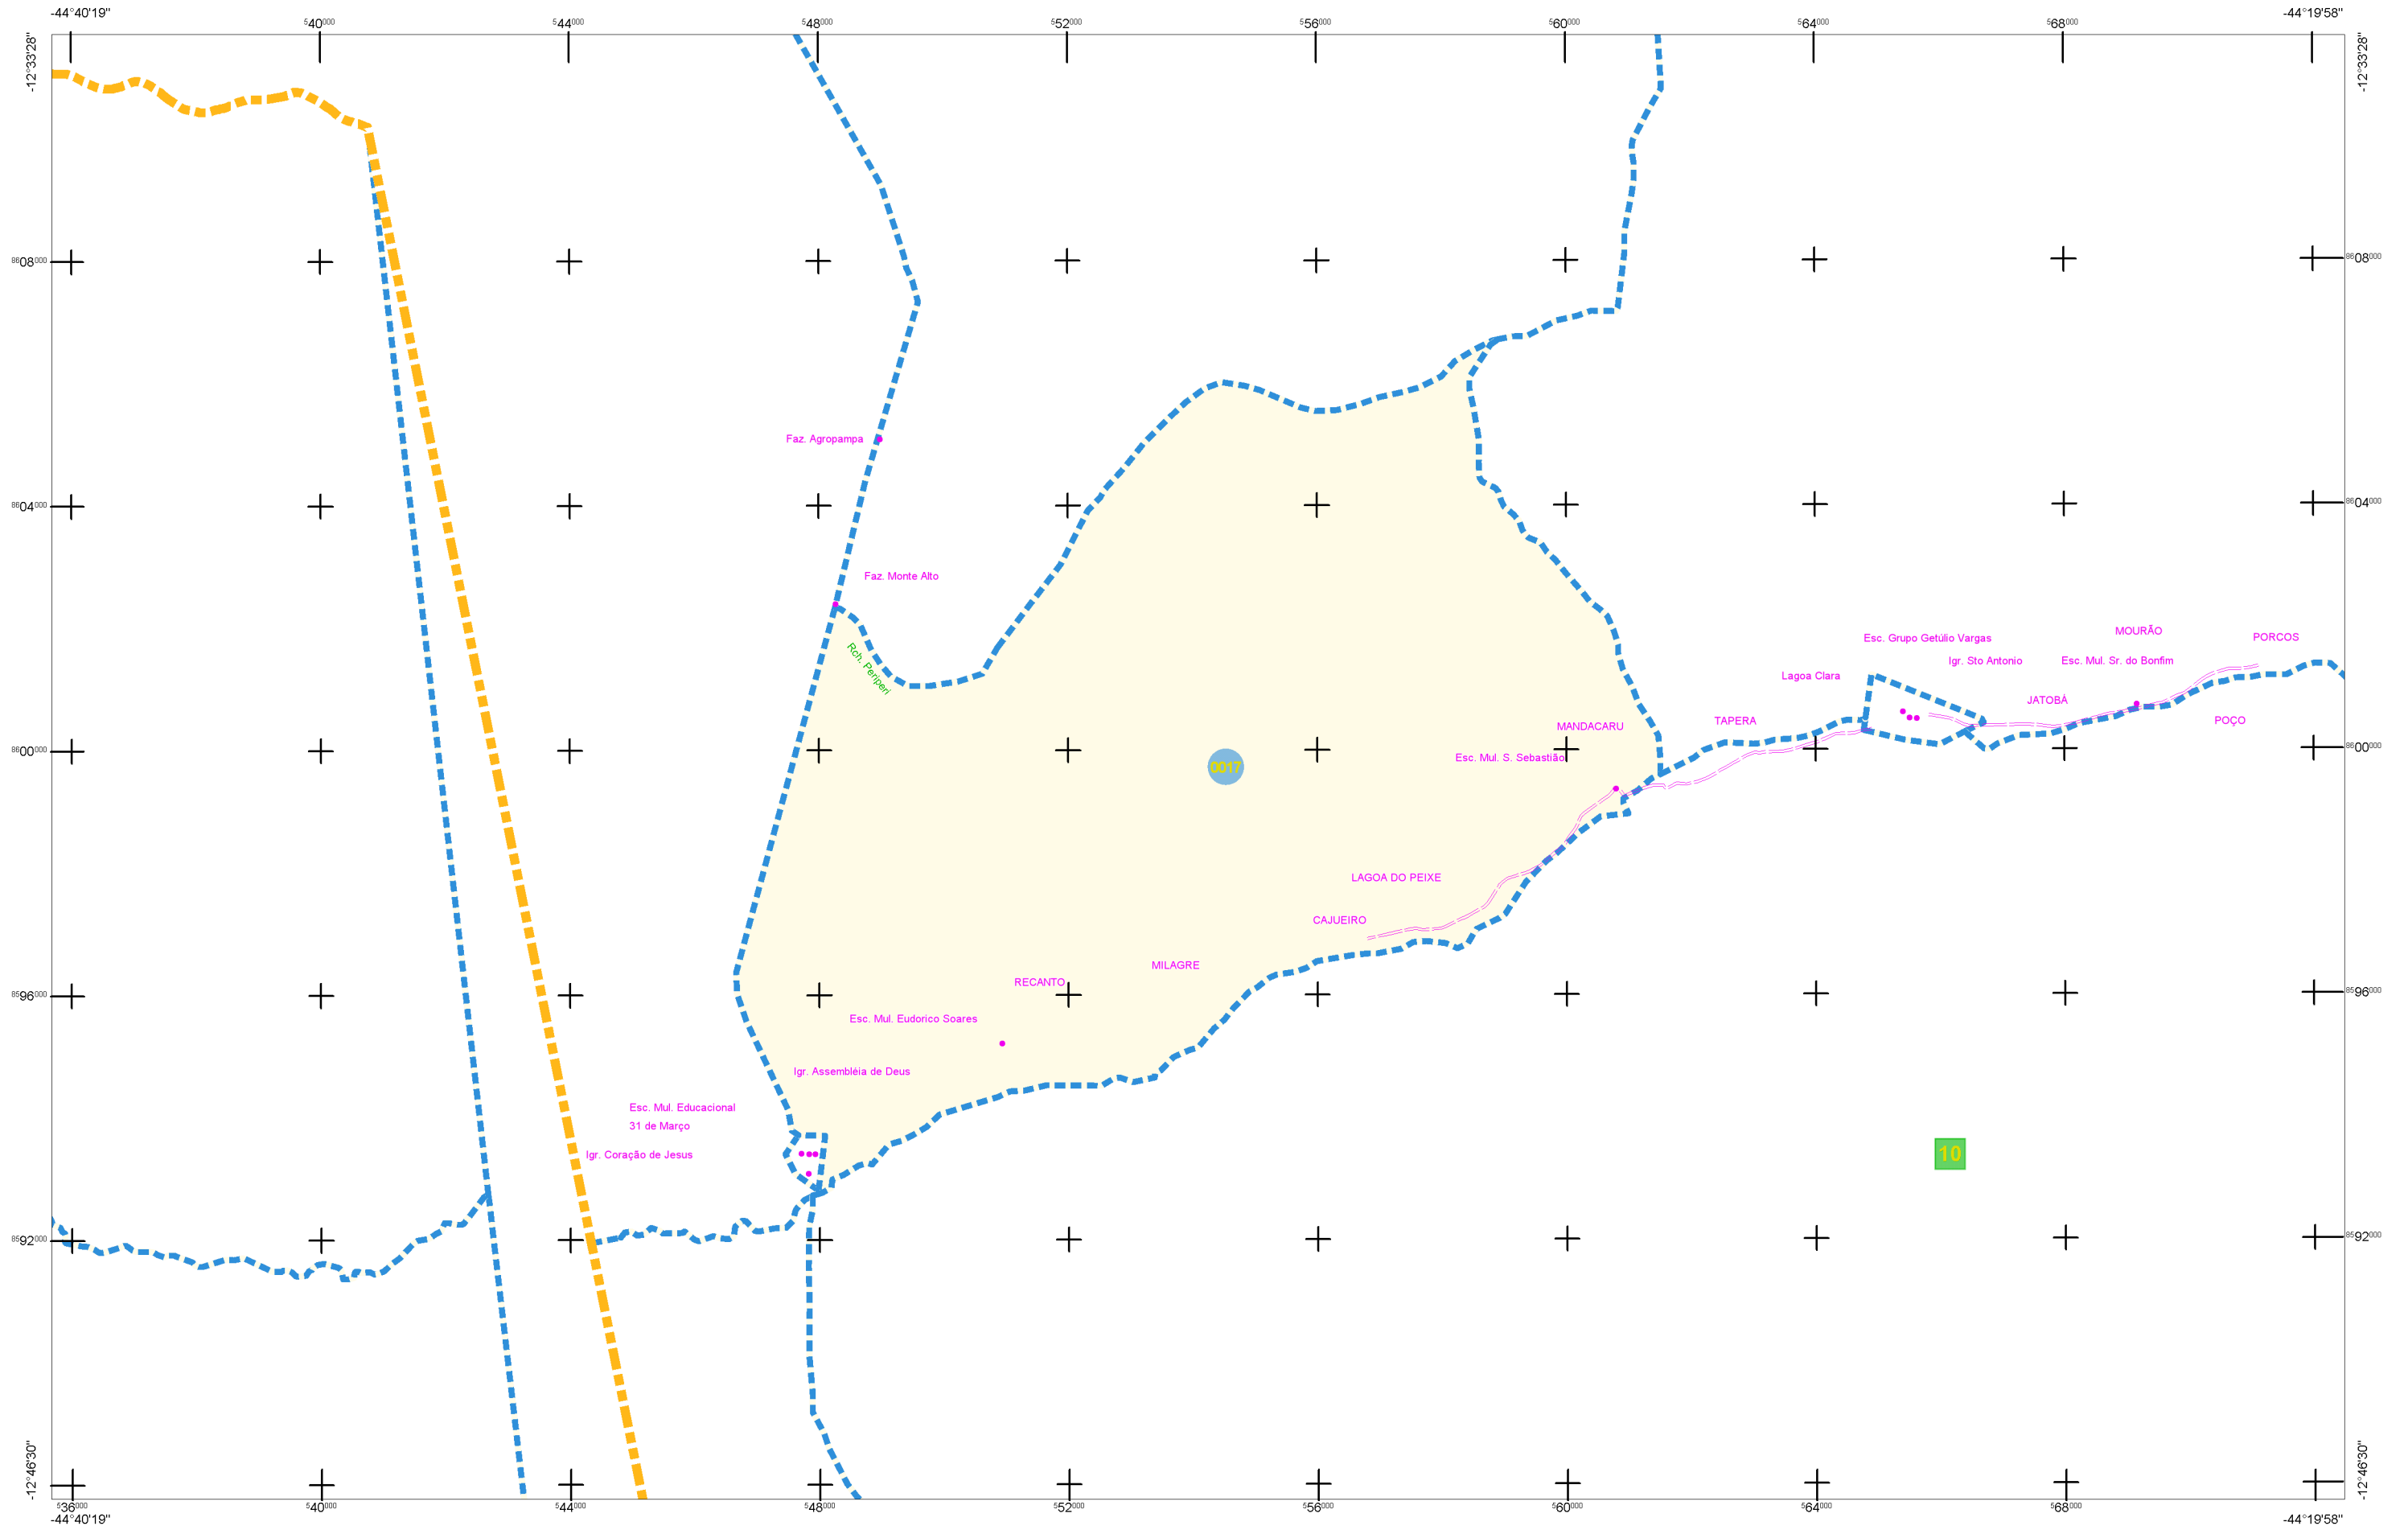 -44°40'19"
540000
544000
548000
552000
556000
560000
564000
568000
-44°19'58"
-12°33'28"
-12°33'28"
8608000
8608000
Faz. Agropampa
8604000
8604000
Faz. Monte Alto
Rch. Periperi
MOURÃO
PORCOS
Esc. Grupo Getúlio Vargas
Igr. Sto Antonio
Esc. Mul. Sr. do Bonfim
Lagoa Clara
JATOBÁ
POÇO
TAPERA
MANDACARU
8600000
8600000
Esc. Mul. S. Sebastião
0017
LAGOA DO PEIXE
CAJUEIRO
MILAGRE
RECANTO
8596000
8596000
Esc. Mul. Eudorico Soares
Igr. Assembléia de Deus
Esc. Mul. Educacional
31 de Março
Igr. Coração de Jesus
10
8592000
8592000
-12°46'30"
-12°46'30"
536000
540000
544000
548000
552000
556000
560000
564000
568000
-44°40'19"
-44°19'58"